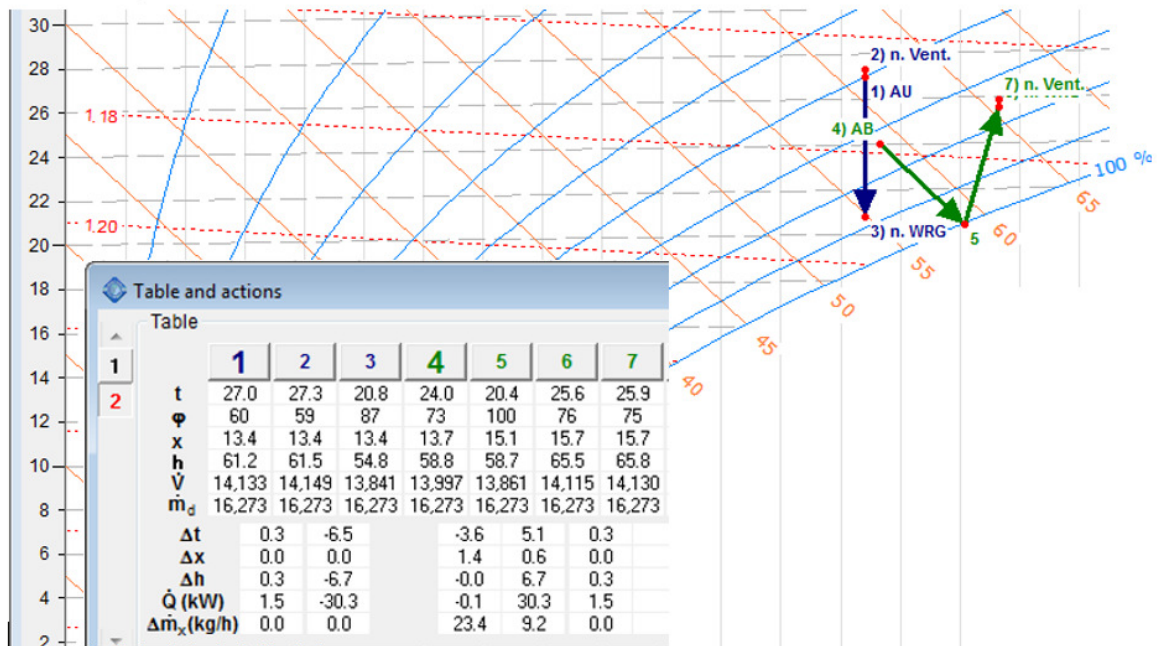 30
28
26
24
22
20
18
16
14
12
10
8
6
4
2
1.18
1.20
2) n. Vent.
1) AU
7) n. Vent.
4) AB
100 %
3) n. WRG
5
65
60
55
50
45
40
Table and actions
Table
1
2
1 2 3 4 5 6 7
t 27.0 27.3 20.8 24.0 20.4 25.6 25.9
φ 60 59 87 73 100 76 75
x 13.4 13.4 13.4 13.7 15.1 15.7 15.7
h 61.2 61.5 54.8 58.8 58.7 65.5 65.8
V̇ 14,133 14,149 13,841 13,997 13,861 14,115 14,130
ṁd 16,273 16,273 16,273 16,273 16,273 16,273 16,273
Δt 0.3 -6.5 -3.6 5.1 0.3
Δx 0.0 0.0 1.4 0.6 0.0
Δh 0.3 -6.7 -0.0 6.7 0.3
Q̇ (kW) 1.5 -30.3 -0.1 30.3 1.5
Δṁx(kg/h) 0.0 0.0 23.4 9.2 0.0